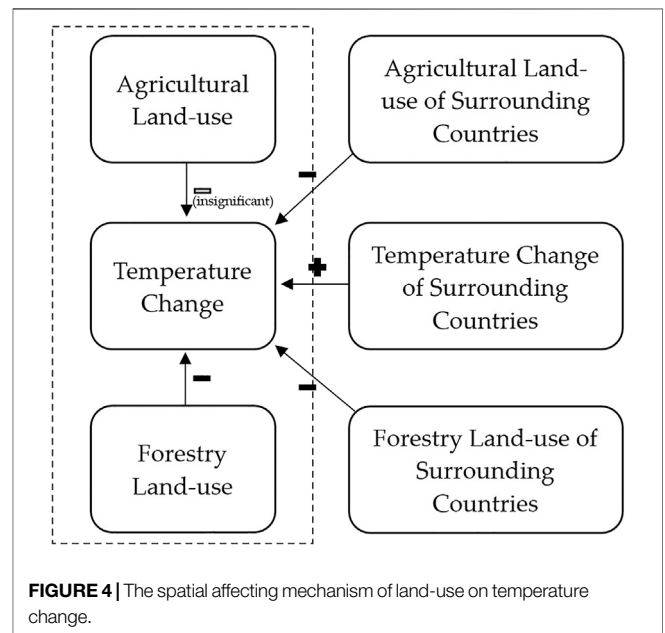 Agricultural
Land-use
Agricultural Land-
use of Surrounding
Countries
(insignificant)
Temperature
Change
Temperature Change
of Surrounding
Countries
Forestry
Land-use
Forestry Land-use of
Surrounding
Countries
FIGURE 4 | The spatial affecting mechanism of land-use on temperature
change.